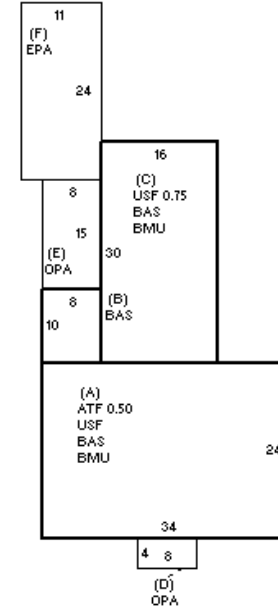 11
(F)
EPA
24
16
(C)
USF 0.75
BAS
BMU
8
15
(E)
OPA
30
8
(B)
BAS
10
(A)
ATF 0.50
USF
BAS
BMU
24
34
4 8
(D)
OPA